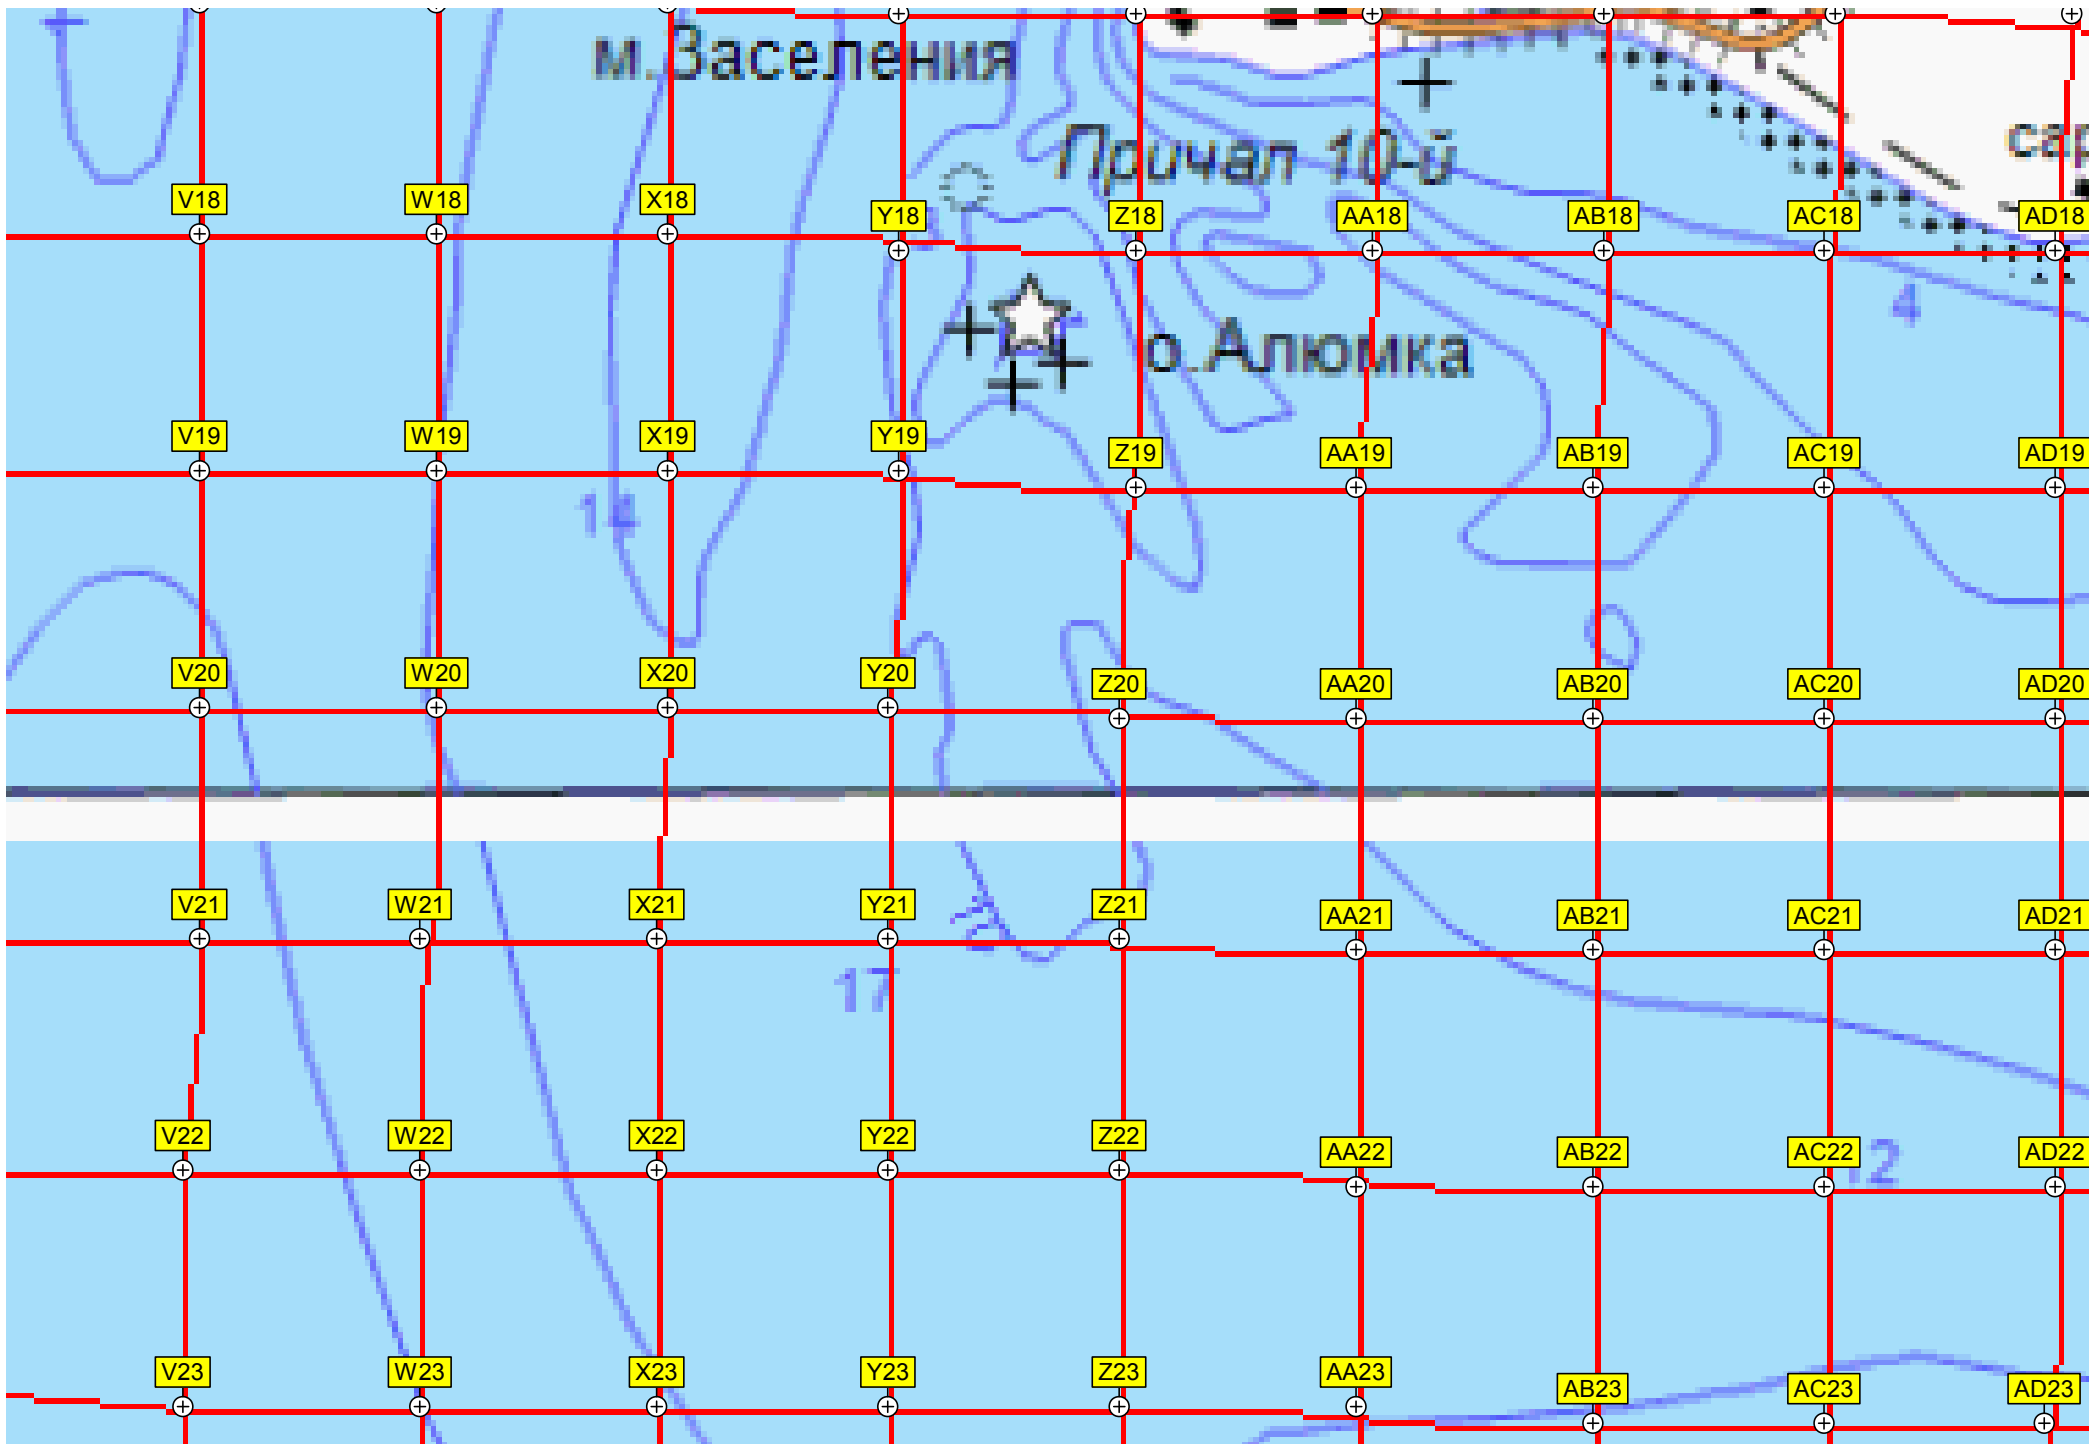 м.Заселения
Причал 10-й
сар
V18 W18 X18 Y18 Z18 AA18 AB18 AC18 AD18
4
о.Алюмка
V19 W19 X19 Y19 Z19 AA19 AB19 AC19 AD19
14
V20 W20 X20 Y20 Z20 AA20 AB20 AC20 AD20
V21 W21 X21 Y21 Z21 AA21 AB21 AC21 AD21
17
V22 W22 X22 Y22 Z22 AA22 AB22 AC22 AD22
12
V23 W23 X23 Y23 Z23 AA23 AB23 AC23 AD23